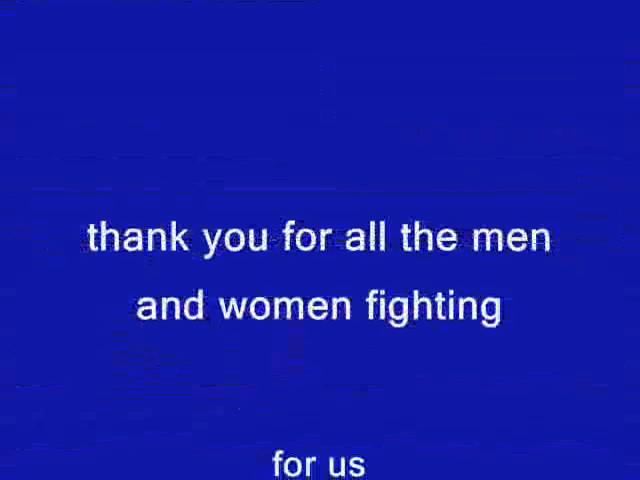 thank you for all the men
and women fighting
for us